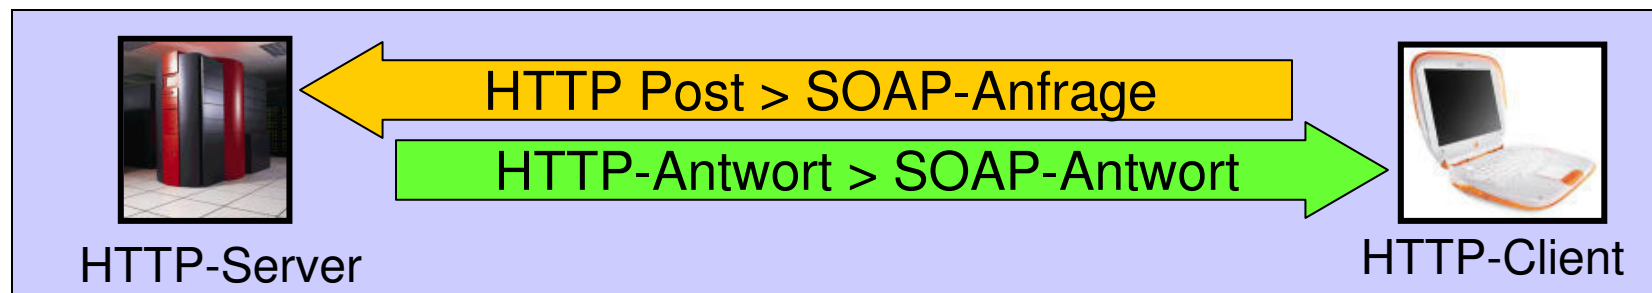 HTTP Post > SOAP-Anfrage
HTTP-Antwort > SOAP-Antwort
HTTP-Server
HTTP-Client